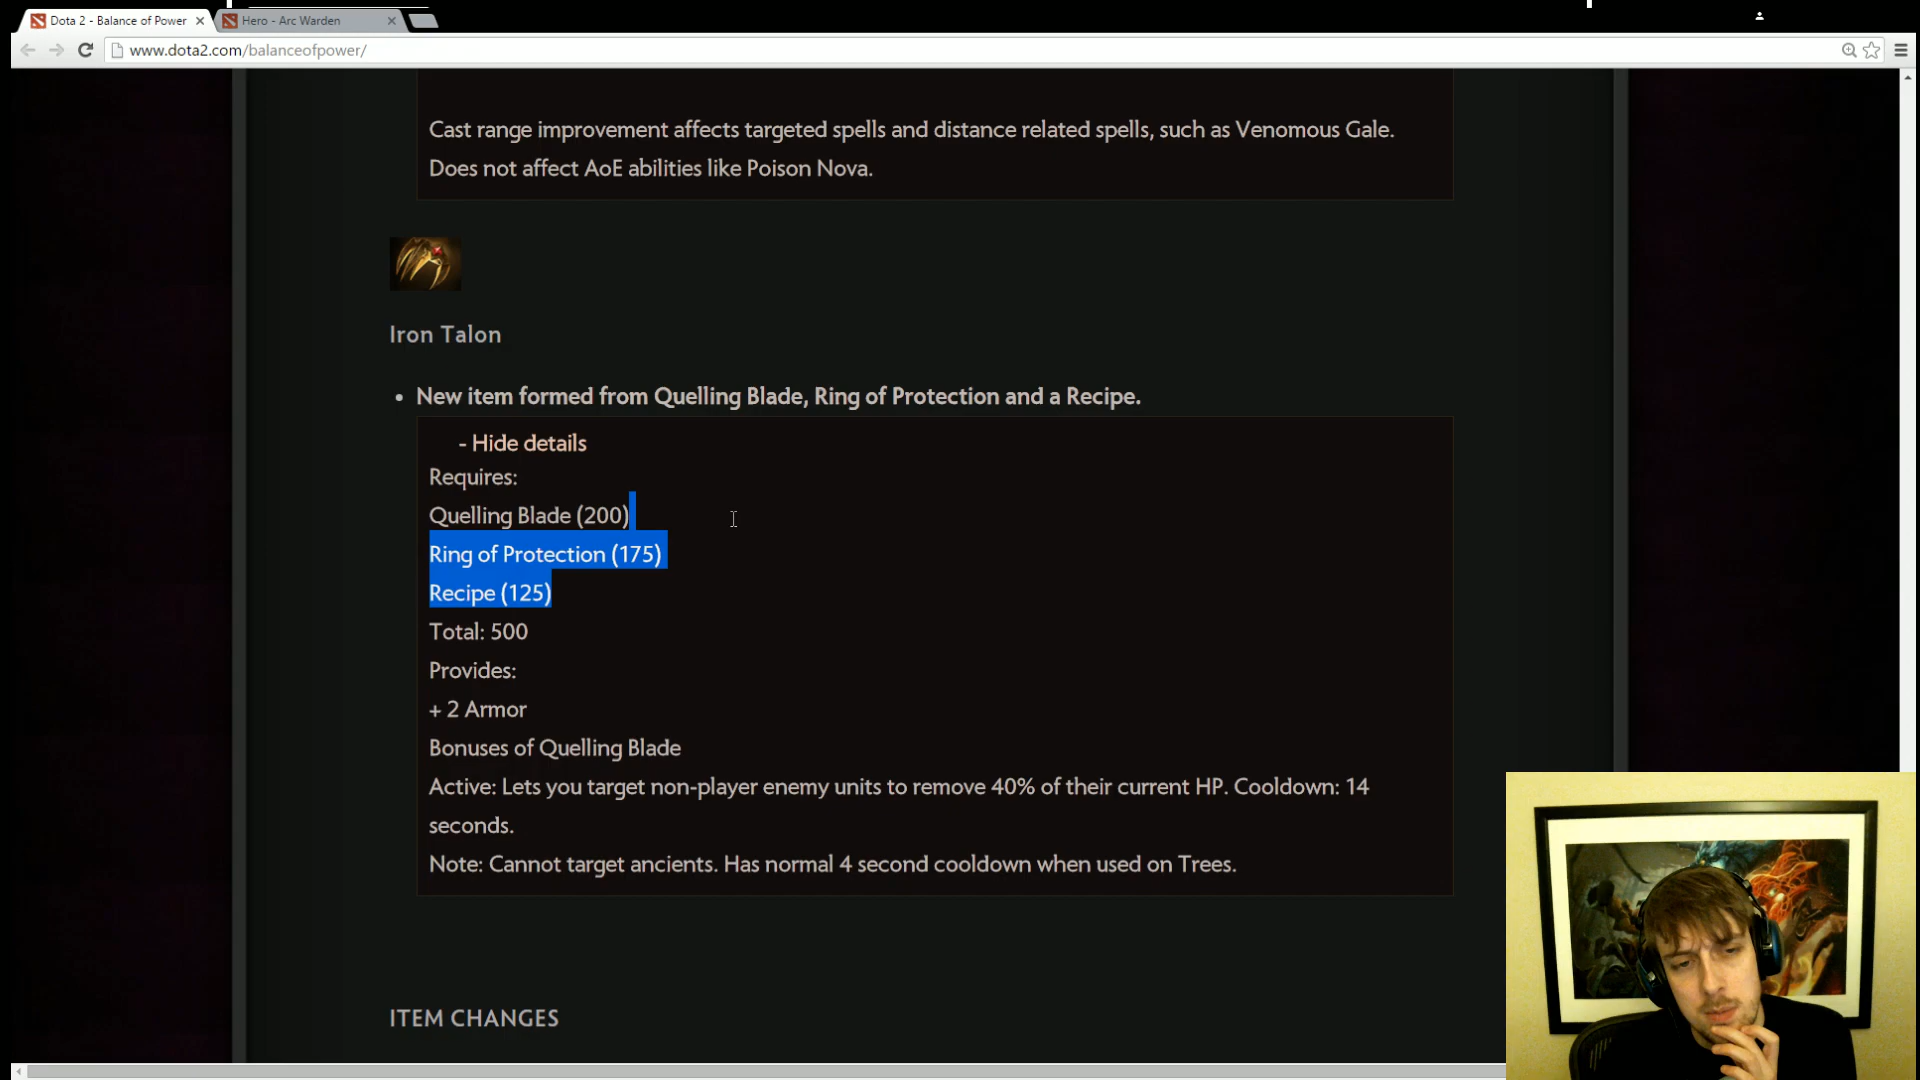 Dota 2 - Balance of Power
Hero - Arc Warden
www.dota2.com/balanceofpower/
Cast range improvement affects targeted spells and distance related spells, such as Venomous Gale.
Does not affect AoE abilities like Poison Nova.
Iron Talon
• New item formed from Quelling Blade, Ring of Protection and a Recipe.
- Hide details
Requires:
Quelling Blade (200)
Ring of Protection (175)
Recipe (125)
Total: 500
Provides:
+ 2 Armor
Bonuses of Quelling Blade
Active: Lets you target non-player enemy units to remove 40% of their current HP. Cooldown: 14
seconds.
Note: Cannot target ancients. Has normal 4 second cooldown when used on Trees.
ITEM CHANGES